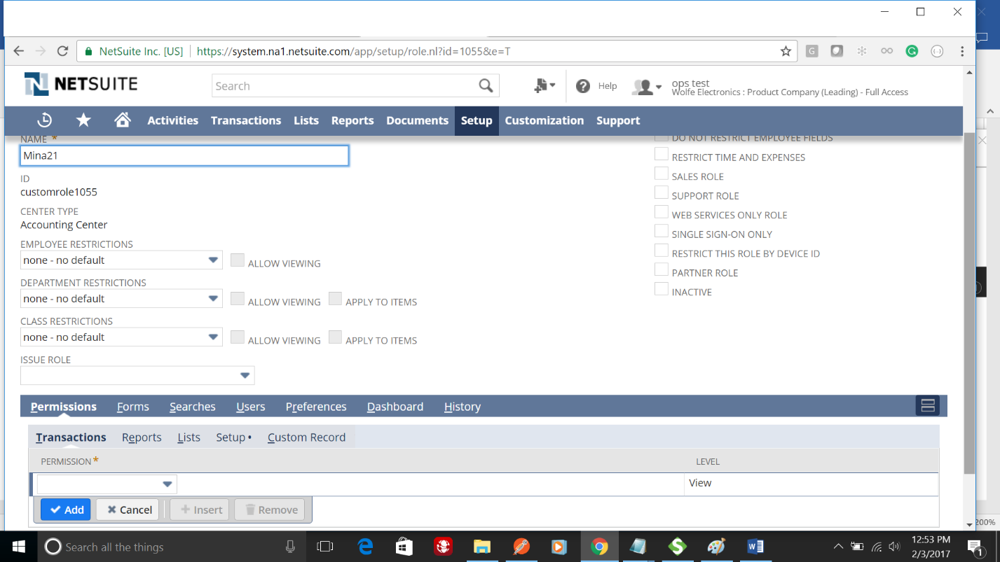 NetSuite Inc. [US] https://system.na1.netsuite.com/app/setup/role.nl?id=1055&e=T
NETSUITE
Search
Help
ops test
Wolfe Electronics : Product Company (Leading) - Full Access
Activities Transactions Lists Reports Documents Setup Customization Support
NAME *
Mina21
ID
customrole1055
CENTER TYPE
Accounting Center
EMPLOYEE RESTRICTIONS
none - no default ALLOW VIEWING
DEPARTMENT RESTRICTIONS
none - no default ALLOW VIEWING APPLY TO ITEMS
CLASS RESTRICTIONS
none - no default ALLOW VIEWING APPLY TO ITEMS
ISSUE ROLE
DO NOT RESTRICT EMPLOYEE FIELDS
RESTRICT TIME AND EXPENSES
SALES ROLE
SUPPORT ROLE
WEB SERVICES ONLY ROLE
SINGLE SIGN-ON ONLY
RESTRICT THIS ROLE BY DEVICE ID
PARTNER ROLE
INACTIVE
Permissions Forms Searches Users Preferences Dashboard History
Transactions Reports Lists Setup • Custom Record
PERMISSION * LEVEL
View
Add Cancel Insert Remove
200%
Search all the things
12:53 PM
2/3/2017
1